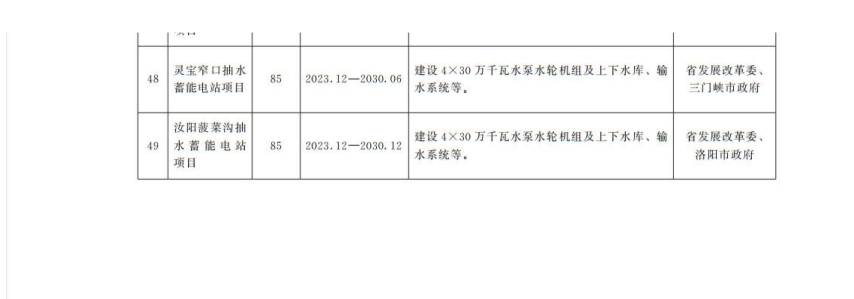 项目
48
灵宝窄口抽水
蓄能电站项目
85
2023.12—2030.06
建设 4×30 万千瓦水泵水轮机组及上下水库、输
水系统等。
省发展改革委、
三门峡市政府
49
汝阳菠菜沟抽
水蓄能电站
项目
85
2023.12—2030.12
建设 4×30 万千瓦水泵水轮机组及上下水库、输
水系统等。
省发展改革委、
洛阳市政府